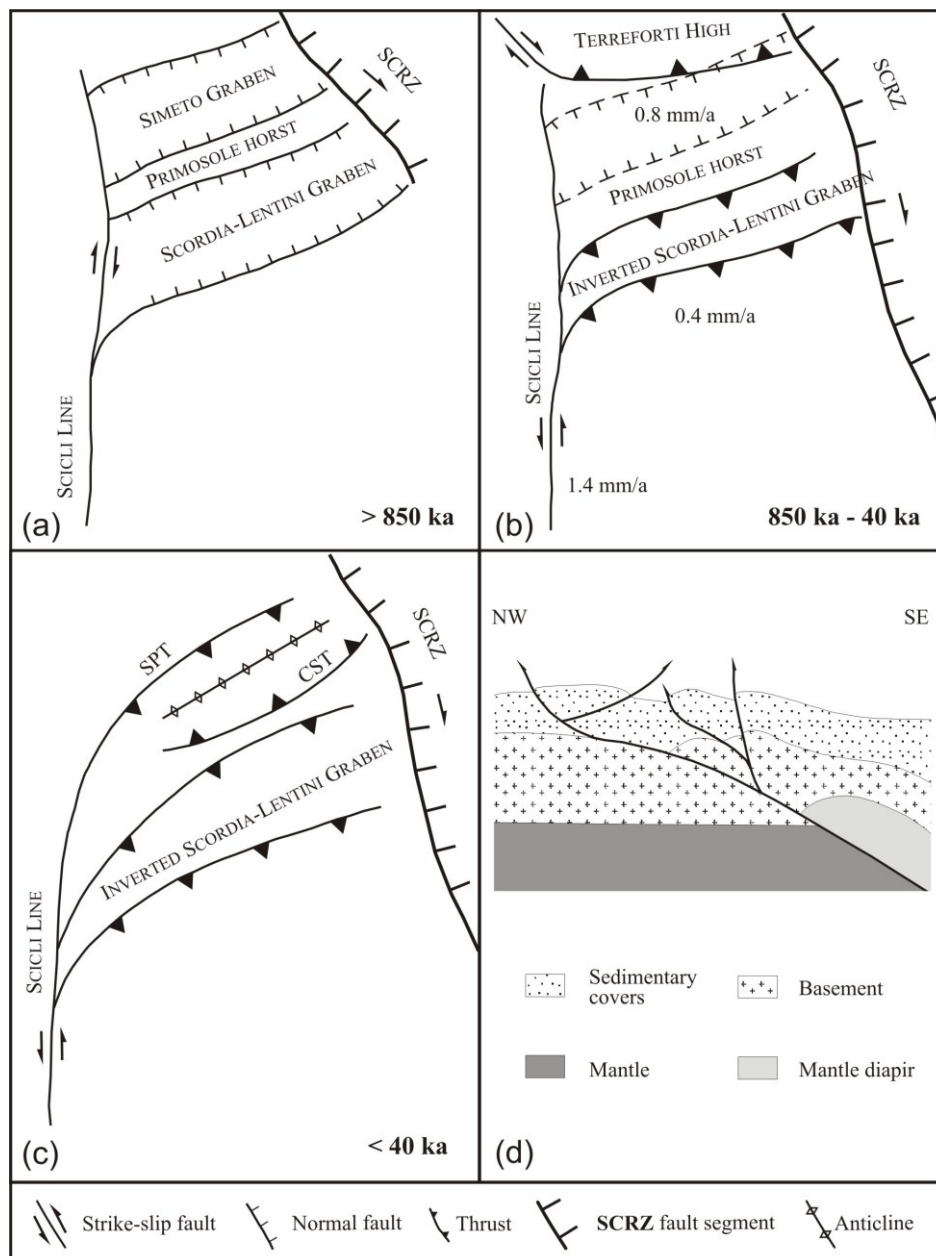 SIMETO GRABEN
PRIMOSOLE HORST
SCORDIA-LENTINI GRABEN
SCRZ
SCICLI LINE
(a)
> 850 ka
TERREFORTI HIGH
0.8 mm/a
PRIMOSOLE HORST
INVERTED SCORDIA-LENTINI GRABEN
0.4 mm/a
SCRZ
SCICLI LINE
1.4 mm/a
(b)
850 ka - 40 ka
SPT
CST
SCRZ
INVERTED SCORDIA-LENTINI GRABEN
SCICLI LINE
(c)
< 40 ka
NW
SE
Sedimentary
covers
Basement
Mantle
Mantle diapir
(d)
Strike-slip fault
Normal fault
Thrust
SCRZ fault segment
Anticline